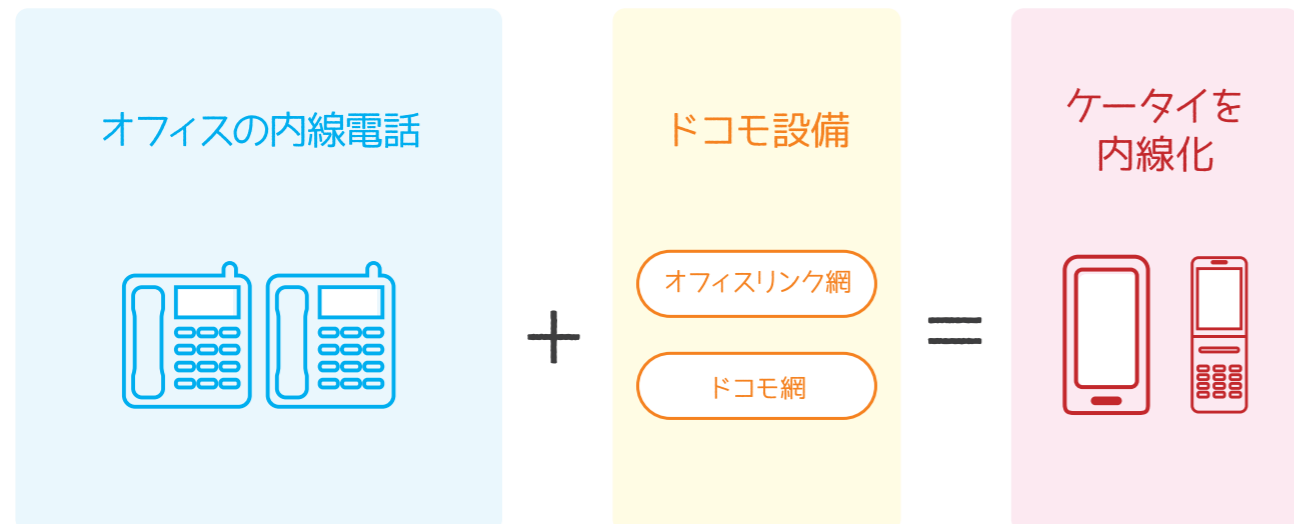 オフィスの内線電話
ドコモ設備
ケータイを
内線化
オフィスリンク網
ドコモ網
+
=